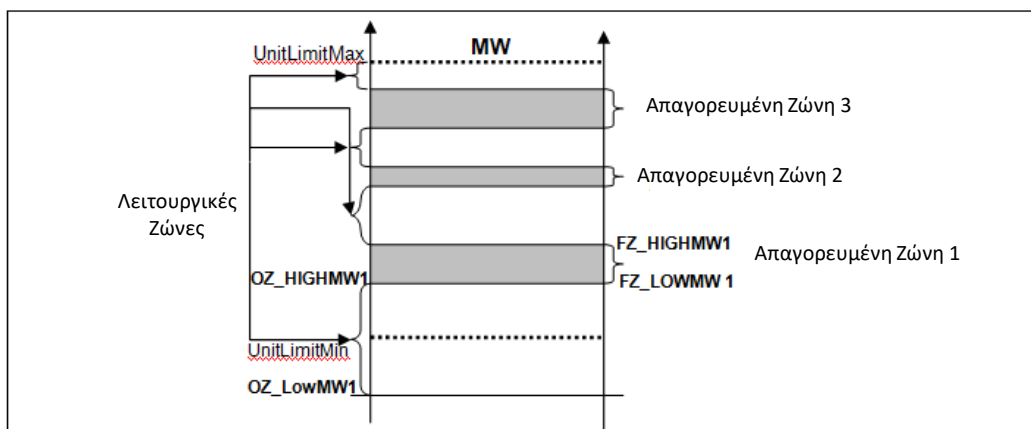 UnitLimitMax
MW
Απαγορευμένη Ζώνη 3
Απαγορευμένη Ζώνη 2
Λειτουργικές
Ζώνες
FZ_HIGHMW1
Απαγορευμένη Ζώνη 1
OZ_HIGHMW1
FZ_LOWMW 1
UnitLimitMin
OZ_LowMW1